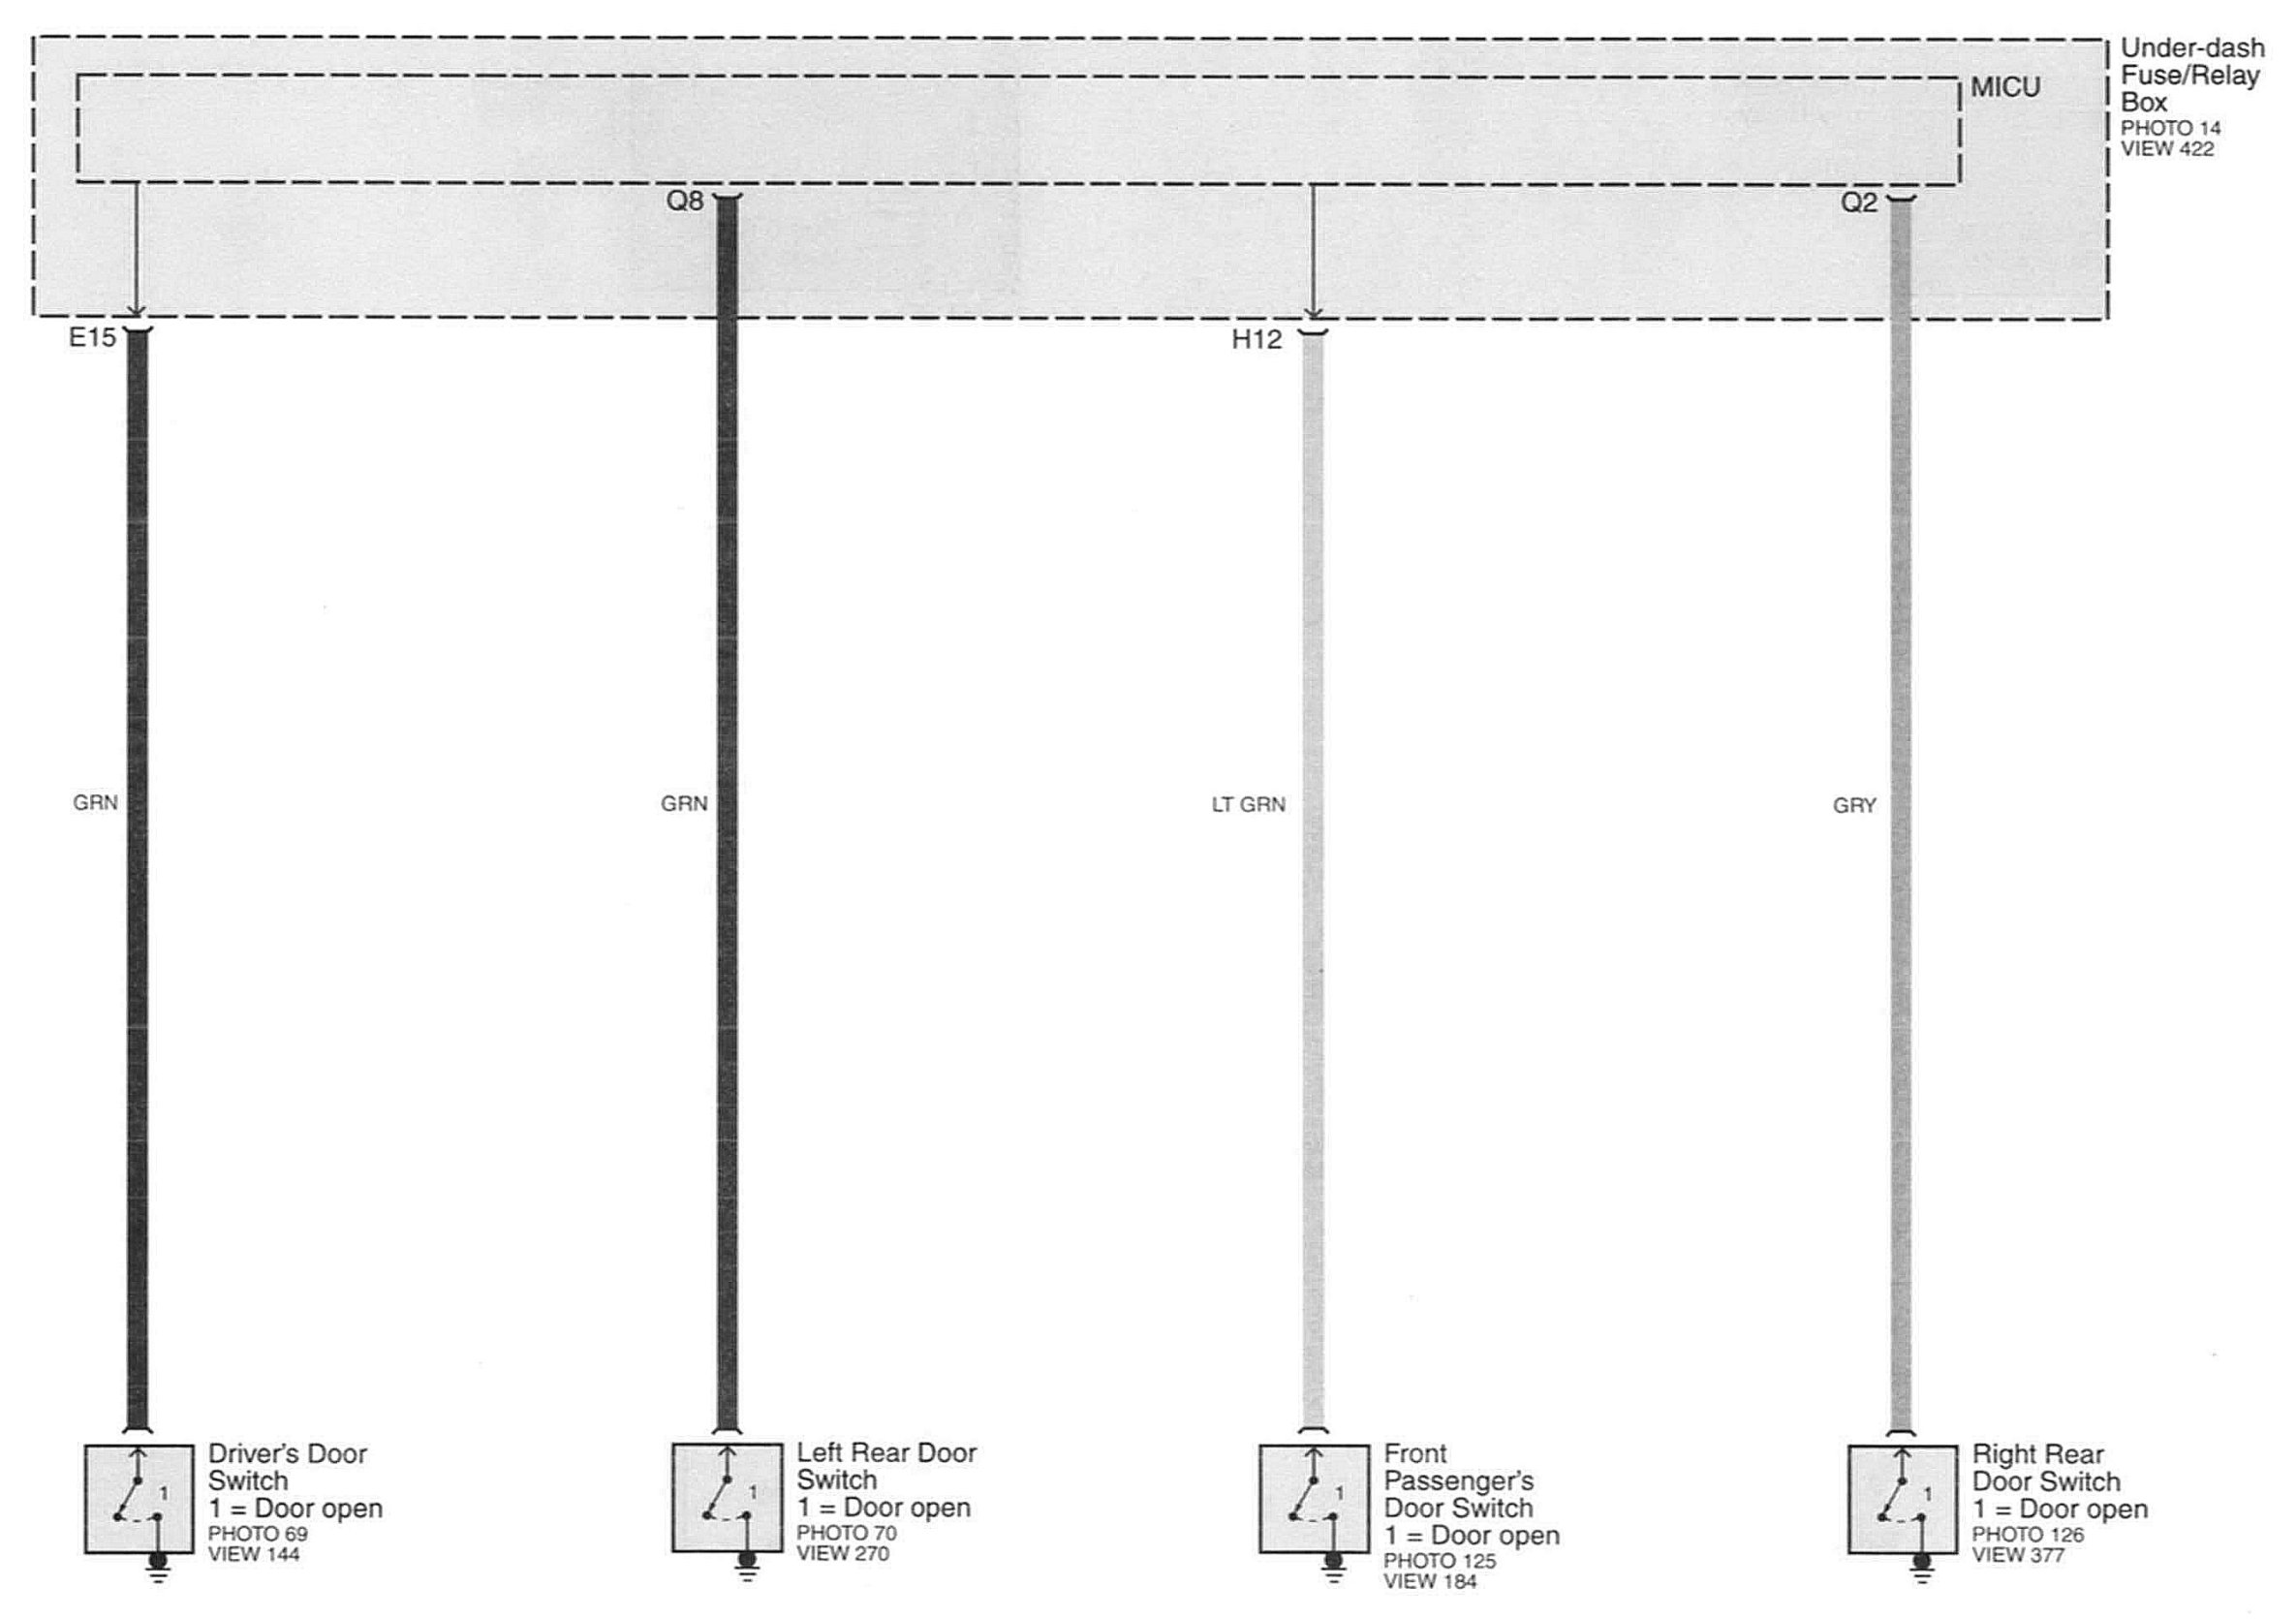 Under-dash
Fuse/Relay
Box
PHOTO 14
VIEW 422
MICU
Q8
Q2
E15
H12
GRN
GRN
LT GRN
GRY
Driver's Door
Switch
1 = Door open
PHOTO 69
VIEW 144
1
Left Rear Door
Switch
1 = Door open
PHOTO 70
VIEW 270
1
Front
Passenger's
Door Switch
1 = Door open
PHOTO 125
VIEW 184
1
Right Rear
Door Switch
1 = Door open
PHOTO 126
VIEW 377
1